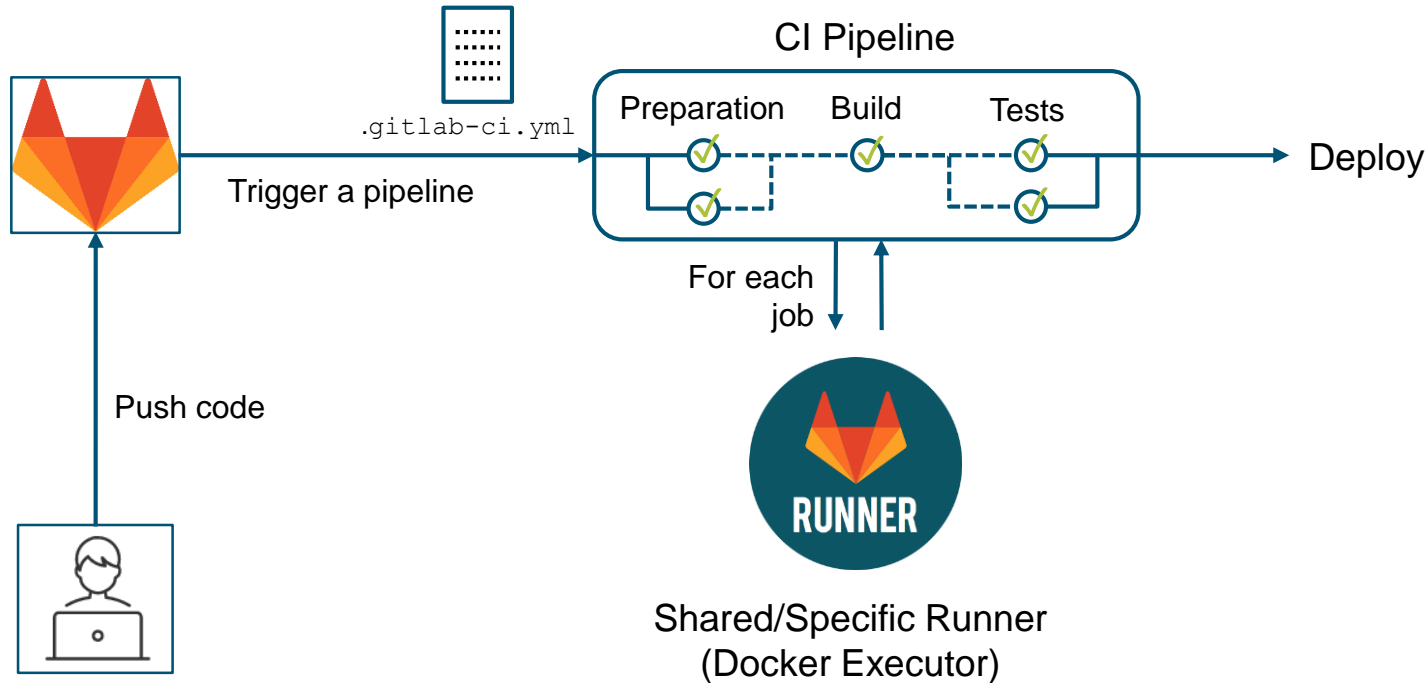 CI Pipeline
.gitlab-ci.yml
Preparation
Build
Tests
Trigger a pipeline
Deploy
For each
job
Push code
RUNNER
Shared/Specific Runner
(Docker Executor)